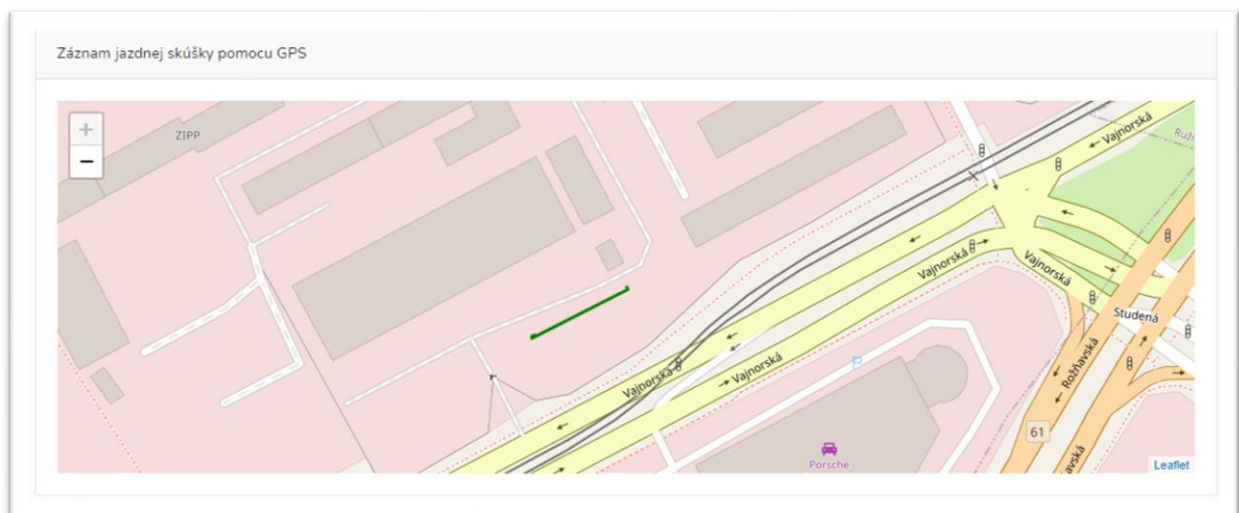 Záznam jazdnej skúšky pomocu GPS
+
−
ZIPP
Vajnorská
Vajnorská
Vajnorská
Vajnorská
Vajnorská
Studená
Rožňavská
61
P
Porsche
Leaflet